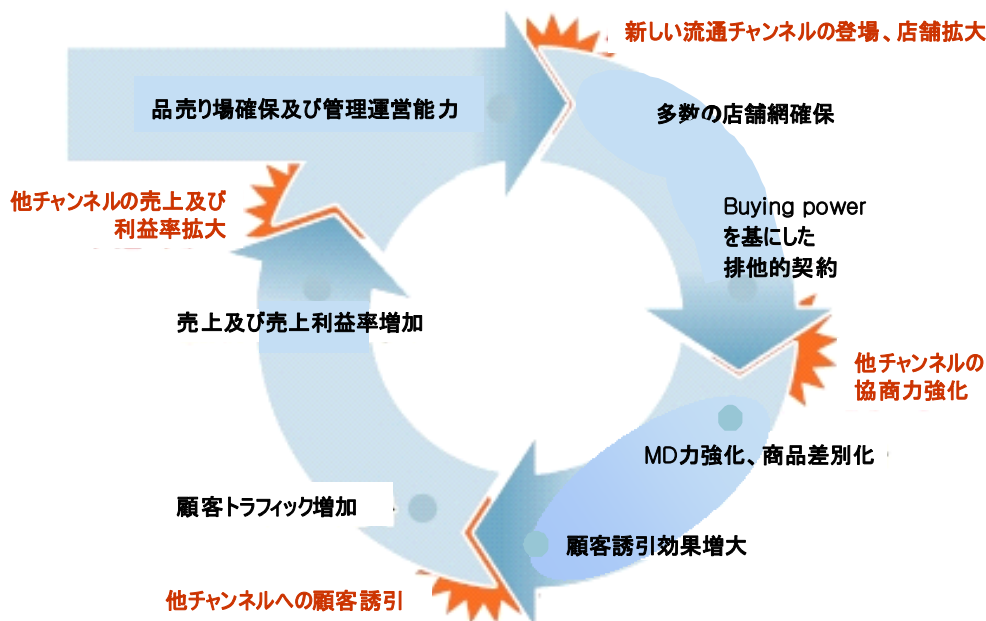 新しい流通チャンネルの登場、店舗拡大
品売り場確保及び管理運営能力
多数の店舗網確保
他チャンネルの売上及び
利益率拡大
Buying power
を基にした
排他的契約
売上及び売上利益率増加
他チャンネルの
協商力強化
MD力強化、商品差別化
顧客トラフィック増加
顧客誘引効果増大
他チャンネルへの顧客誘引